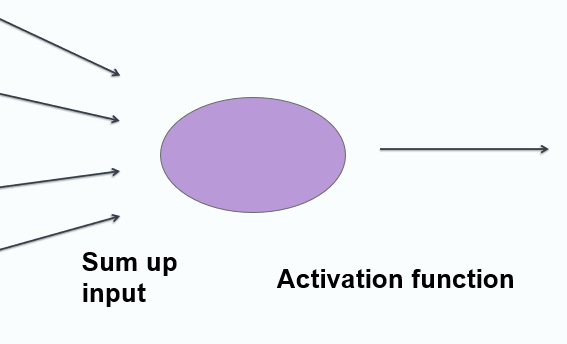 Sum up
input
Activation function